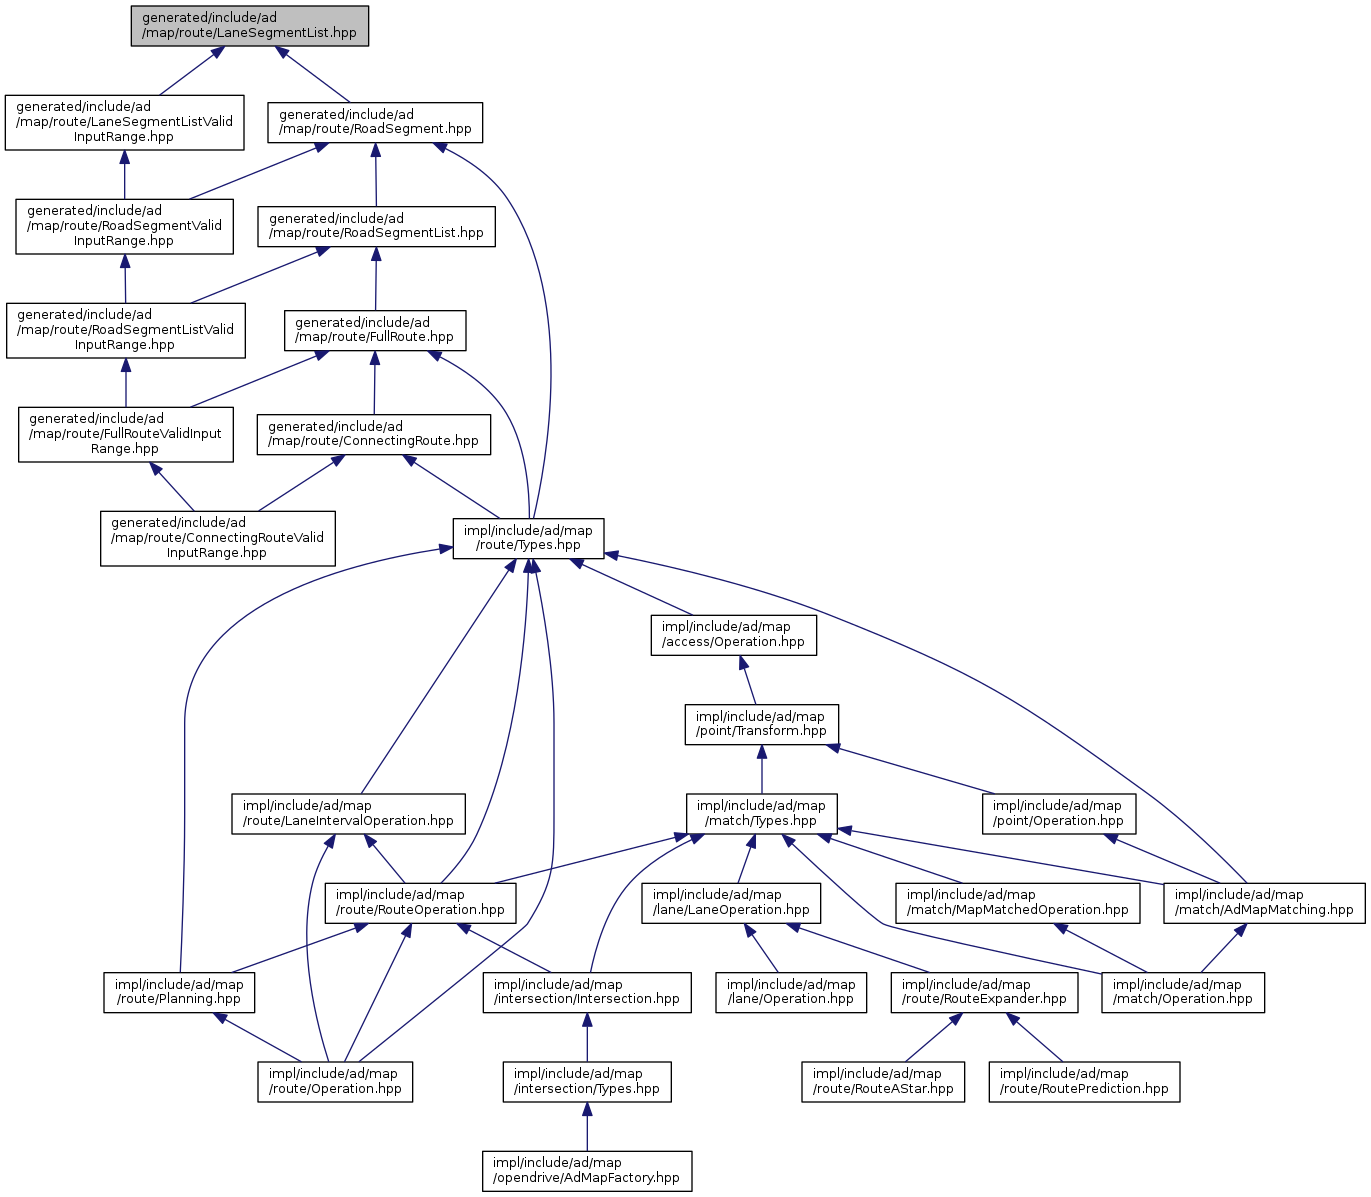 generated/include/ad
/map/route/LaneSegmentList.hpp
generated/include/ad
/map/route/LaneSegmentListValid
InputRange.hpp
generated/include/ad
/map/route/RoadSegment.hpp
generated/include/ad
/map/route/RoadSegmentValid
InputRange.hpp
generated/include/ad
/map/route/RoadSegmentList.hpp
generated/include/ad
/map/route/RoadSegmentListValid
InputRange.hpp
generated/include/ad
/map/route/FullRoute.hpp
generated/include/ad
/map/route/FullRouteValidInput
Range.hpp
generated/include/ad
/map/route/ConnectingRoute.hpp
generated/include/ad
/map/route/ConnectingRouteValid
InputRange.hpp
impl/include/ad/map
/route/Types.hpp
impl/include/ad/map
/access/Operation.hpp
impl/include/ad/map
/point/Transform.hpp
impl/include/ad/map
/route/LaneIntervalOperation.hpp
impl/include/ad/map
/match/Types.hpp
impl/include/ad/map
/point/Operation.hpp
impl/include/ad/map
/route/RouteOperation.hpp
impl/include/ad/map
/lane/LaneOperation.hpp
impl/include/ad/map
/match/MapMatchedOperation.hpp
impl/include/ad/map
/match/AdMapMatching.hpp
impl/include/ad/map
/route/Planning.hpp
impl/include/ad/map
/intersection/Intersection.hpp
impl/include/ad/map
/lane/Operation.hpp
impl/include/ad/map
/route/RouteExpander.hpp
impl/include/ad/map
/match/Operation.hpp
impl/include/ad/map
/route/Operation.hpp
impl/include/ad/map
/intersection/Types.hpp
impl/include/ad/map
/route/RouteAStar.hpp
impl/include/ad/map
/route/RoutePrediction.hpp
impl/include/ad/map
/opendrive/AdMapFactory.hpp